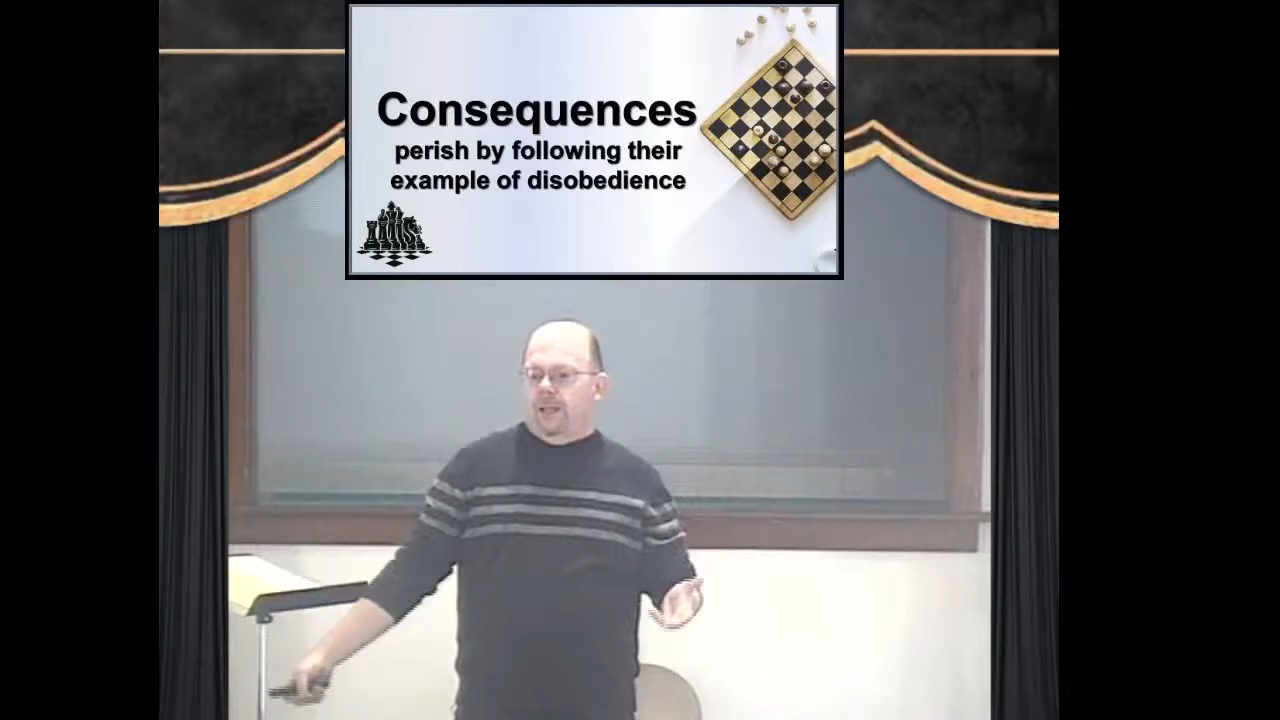 Consequences
perish by following their
example of disobedience